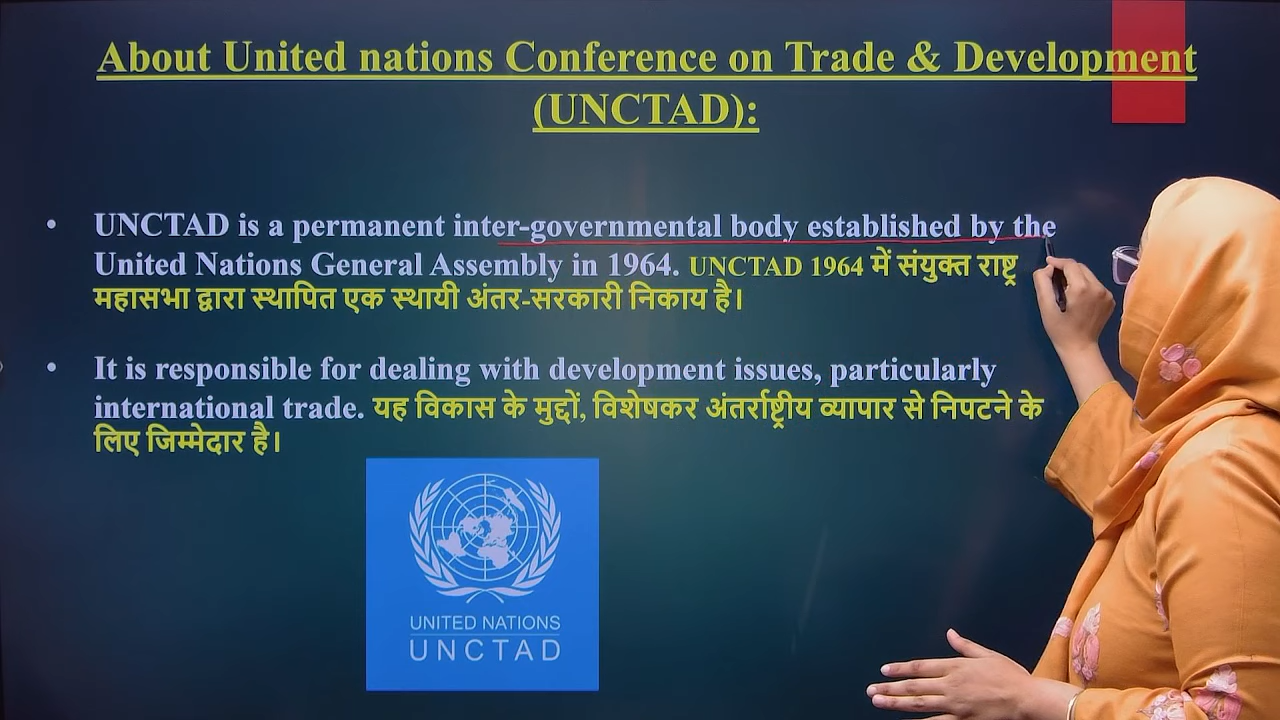 About United nations Conference on Trade & Development
(UNCTAD):
• UNCTAD is a permanent inter-governmental body established by the
United Nations General Assembly in 1964. UNCTAD 1964 में संयुक्त राष्ट्र
महासभा द्वारा स्थापित एक स्थायी अंतर-सरकारी निकाय है।
• It is responsible for dealing with development issues, particularly
international trade. यह विकास के मुद्दों, विशेषकर अंतर्राष्ट्रीय व्यापार से निपटने के
लिए जिम्मेदार है।
UNITED NATIONS
UNCTAD